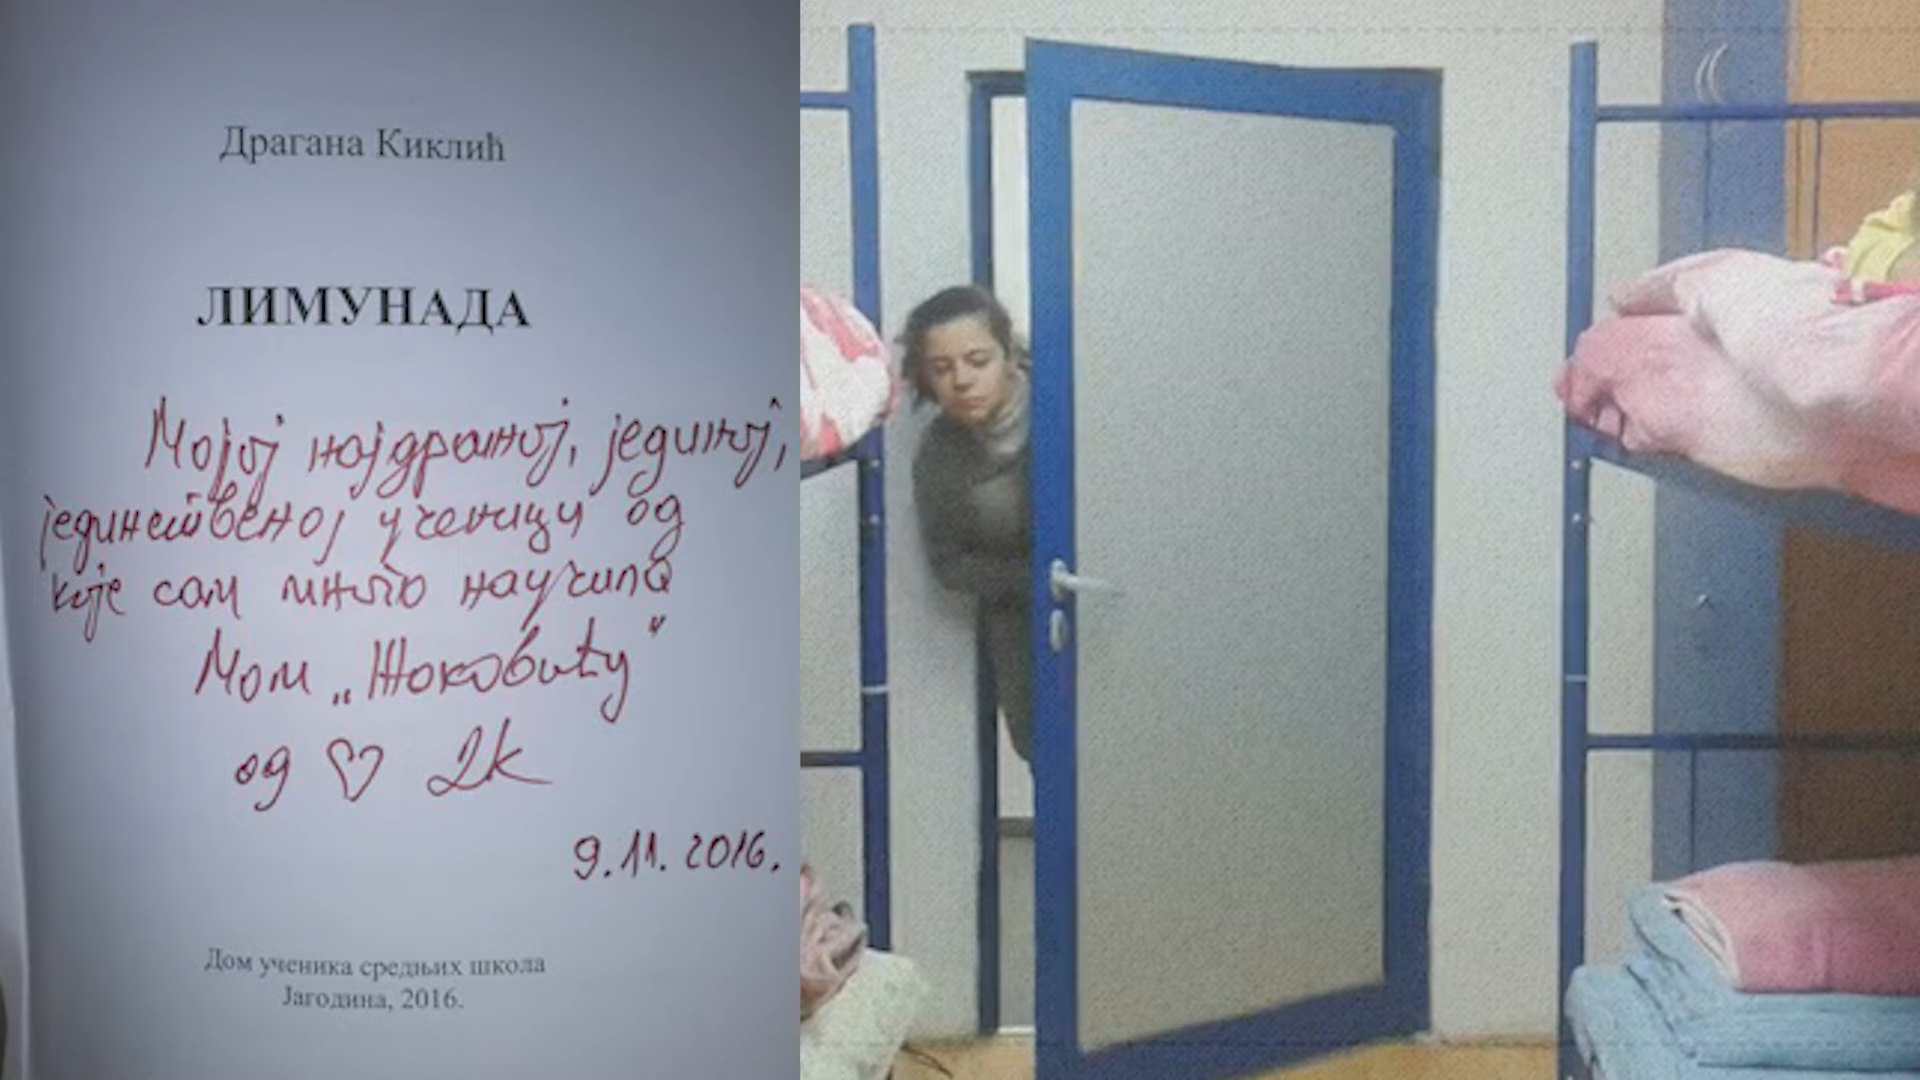 Драгана Киклић
ЛИМУНАДА
Мојој најдражој, јединој,
јединственој ученици од
које сам много научила
Мом „Жоковићу"
од ♡ ДК
9.11.2016.
Дом ученика средњих школа
Јагодина, 2016.